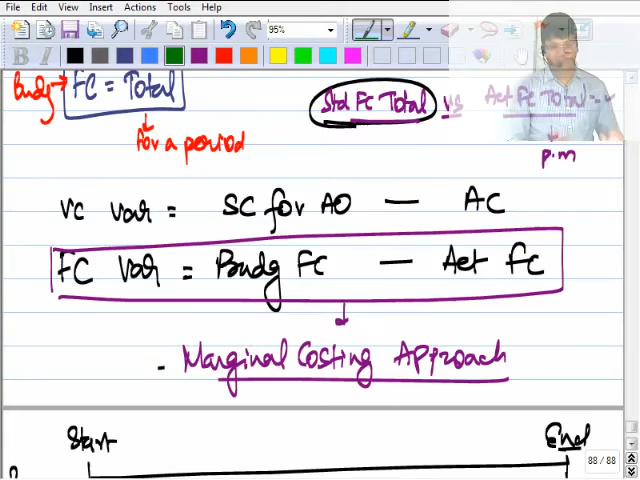 File Edit View Insert Actions Tools Help
95%
B I
Budg → FC = Total
for a period
Std FC Total vs Act FC Total =
p.m
VC Var = SC for AO — AC
FC Var = Budg FC — Act FC
- Marginal Costing Approach
Start End
88 / 88